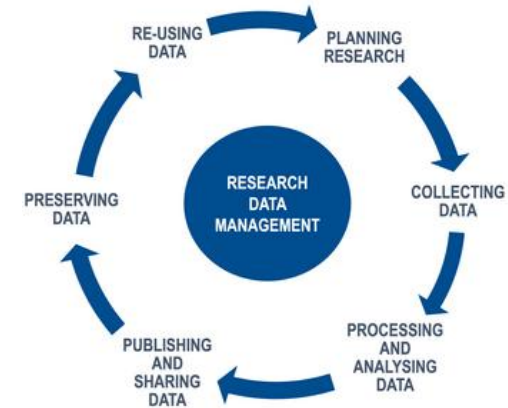 RE-USING
DATA
PLANNING
RESEARCH
COLLECTING
DATA
PROCESSING
AND
ANALYSING
DATA
PUBLISHING
AND
SHARING
DATA
PRESERVING
DATA
RESEARCH
DATA
MANAGEMENT